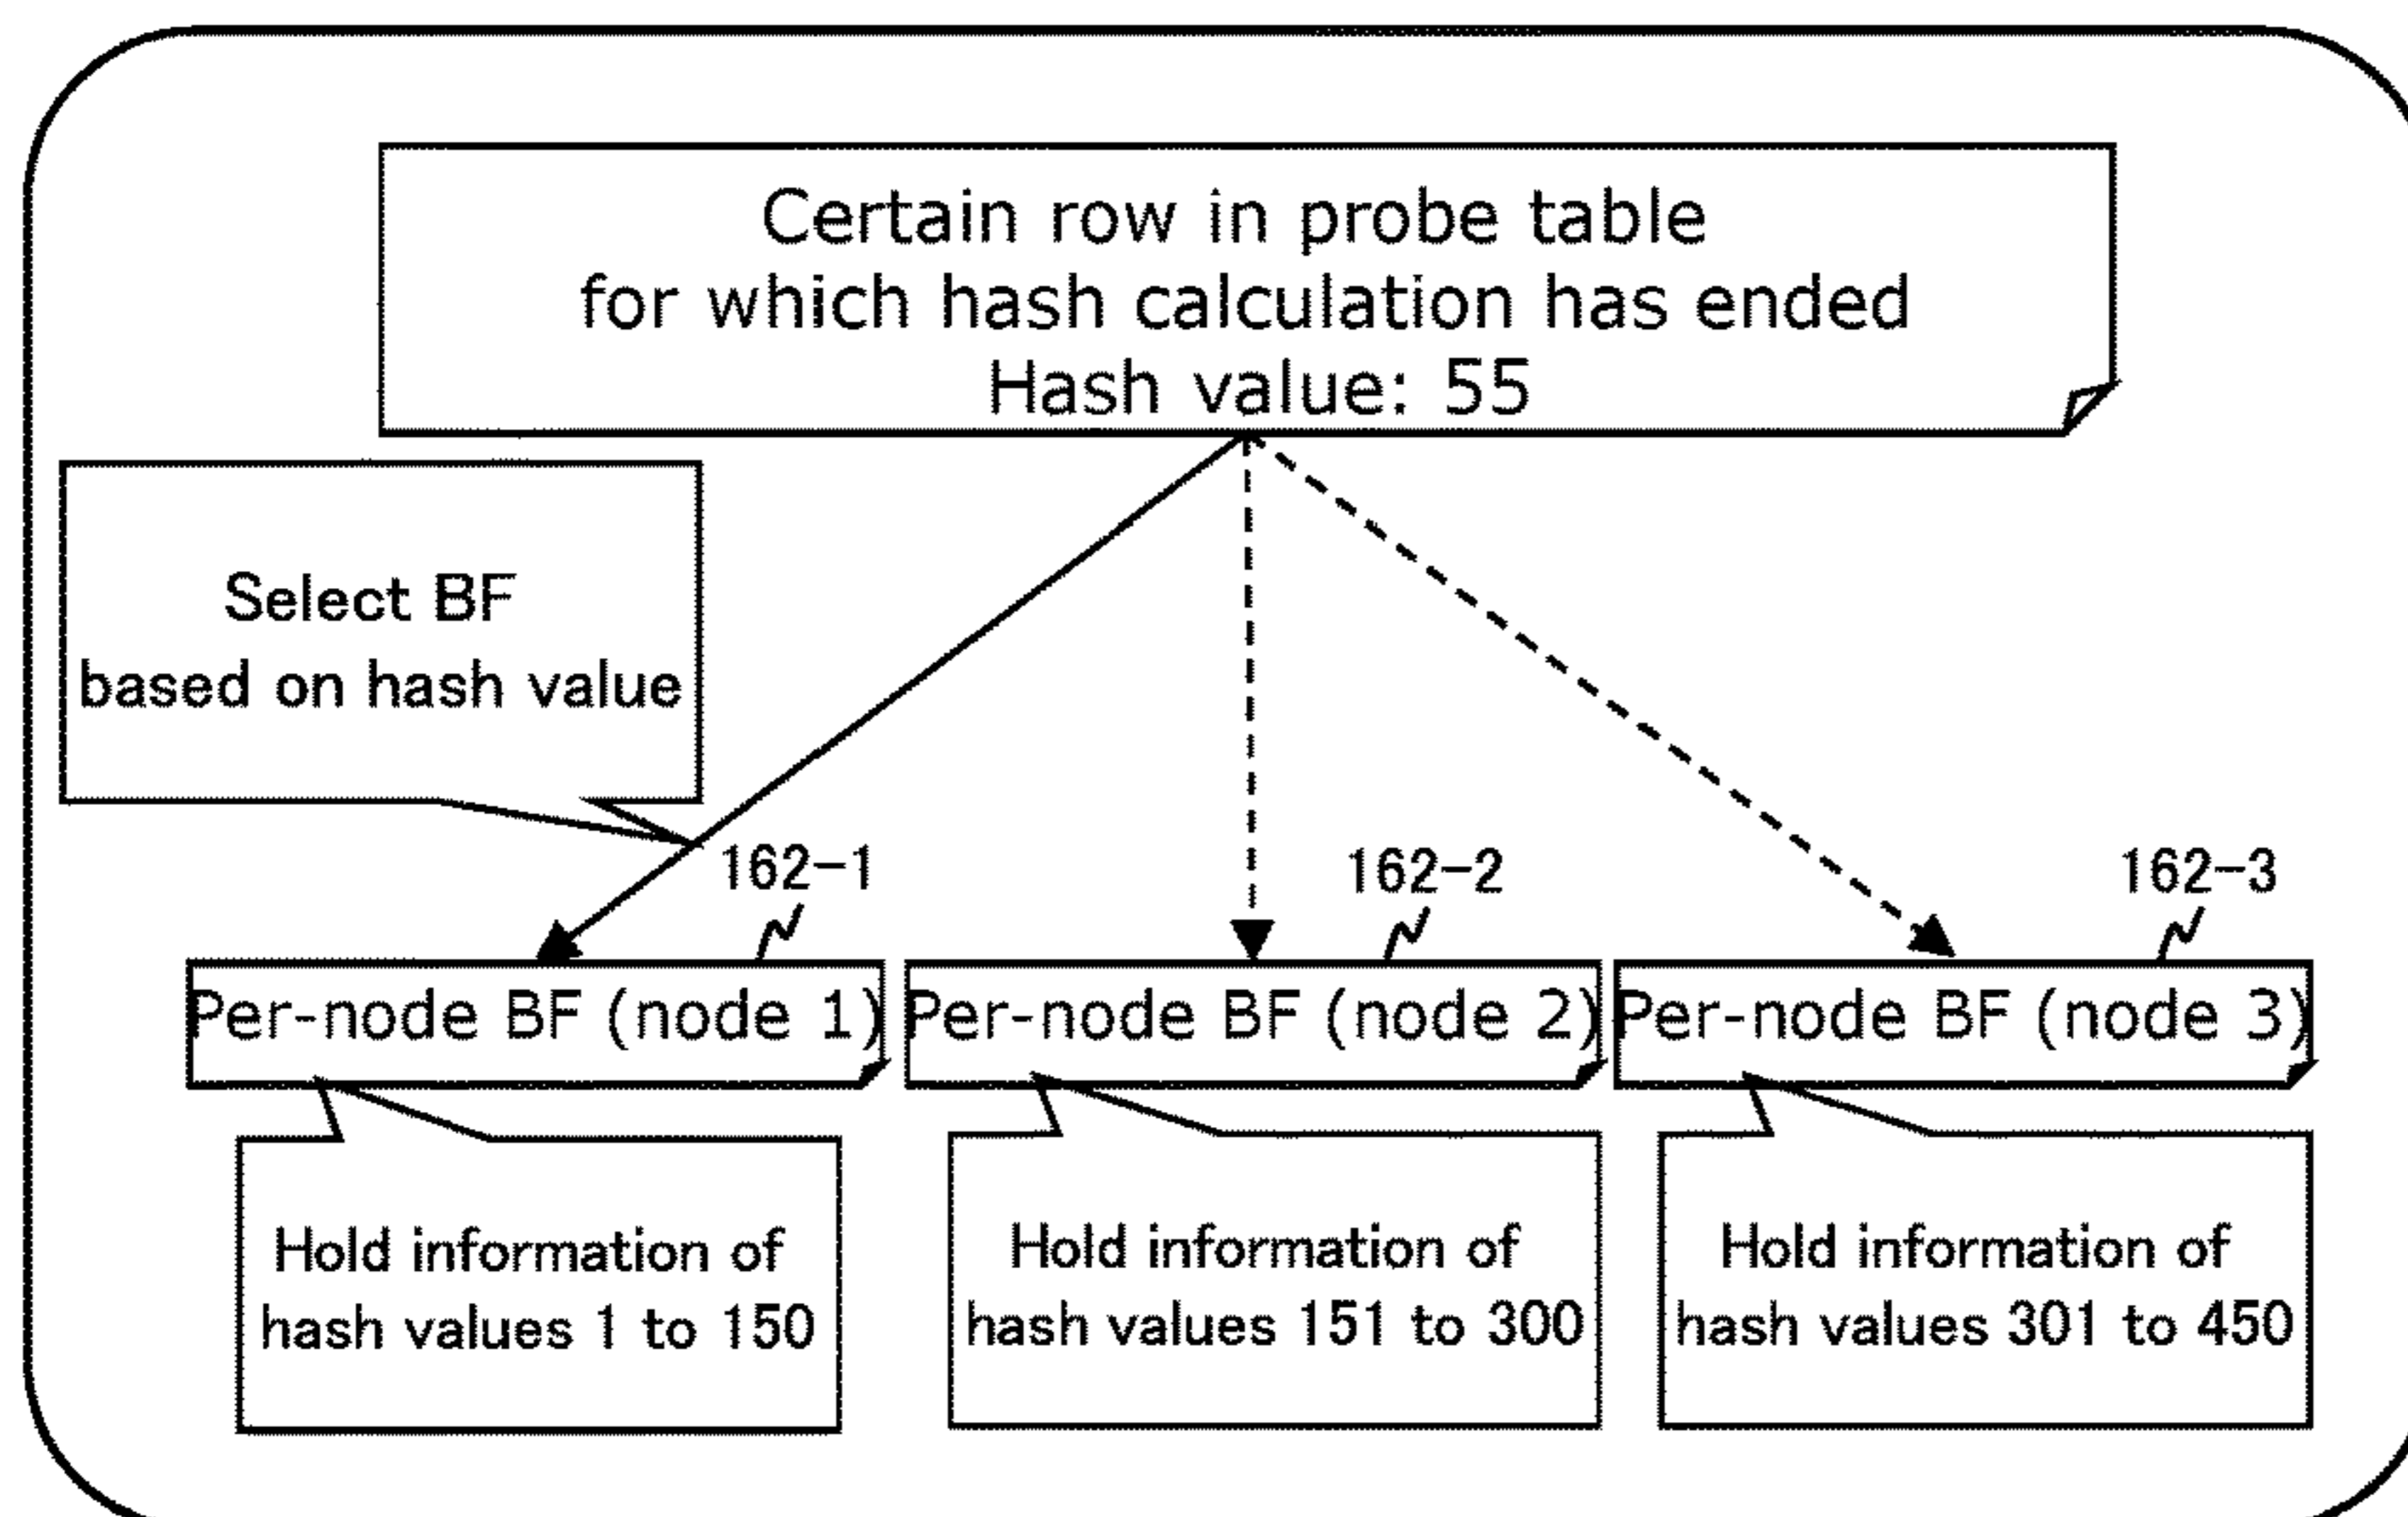 Certain row in probe table
for which hash calculation has ended
Hash value: 55
Select BF
based on hash value
162-1
162-2
162-3
Per-node BF (node 1)
Per-node BF (node 2)
Per-node BF (node 3)
Hold information of
hash values 1 to 150
Hold information of
hash values 151 to 300
Hold information of
hash values 301 to 450